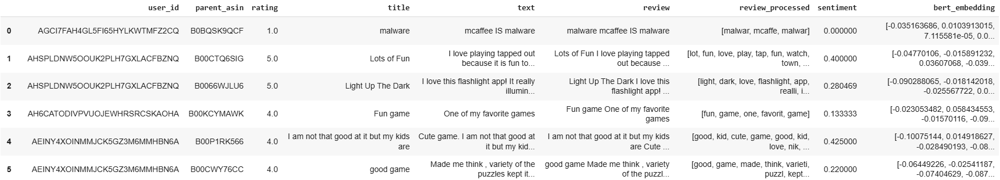 user_id parent_asin rating title text review review_processed sentiment bert_embedding
0 AGCI7FAH4GL5FI65HYLKWTMFZ2CQ B0BQSK9QCF 1.0 malware mcaffee IS malware malware mcaffee IS malware [malwar, mcaffe, malwar] 0.000000 [-0.035163686, 0.0103913015,
7.115581e-05, 0.0...
1 AHSPLDNW5OOUK2PLH7GXLACFBZNQ B00CTQ6SIG 5.0 Lots of Fun I love playing tapped out Lots of Fun I love playing tapped [lot, fun, love, play, tap, fun, watch, 0.400000 [-0.04770106, -0.015891232,
because it is fun to... out because ... town, ... 0.03607068, -0.039...
2 AHSPLDNW5OOUK2PLH7GXLACFBZNQ B0066WJLU6 5.0 Light Up The Dark I love this flashlight app! It really Light Up The Dark I love this [light, dark, love, flashlight, app, 0.280469 [-0.090288065, -0.018142018,
illumin... flashlight app! ... realli, i... -0.025567722, 0.0...
3 AH6CATODIVPVUOJEWHRSRCSKAOHA B00KCYMAWK 4.0 Fun game One of my favorite games Fun game One of my favorite [fun, game, one, favorit, game] 0.133333 [-0.023053482, 0.058434553,
games -0.01570116, -0.09...
4 AEINY4XOINMMJCK5GZ3M6MMHBN6A B00P1RK566 4.0 I am not that good at it but my kids Cute game. I am not that good at I am not that good at it but my kids [good, kid, cute, game, good, kid, 0.425000 [-0.10075144, 0.014918627,
are it but my kid... are Cute ... love, nik, ... -0.028490193, -0.08...
5 AEINY4XOINMMJCK5GZ3M6MMHBN6A B00CWY76CC 4.0 good game Made me think , variety of the good game Made me think , variety [good, game, made, think, varieti, 0.220000 [-0.06449226, -0.02541187,
puzzles kept it... of the puzzl... puzzl, kept... -0.07404629, -0.087...